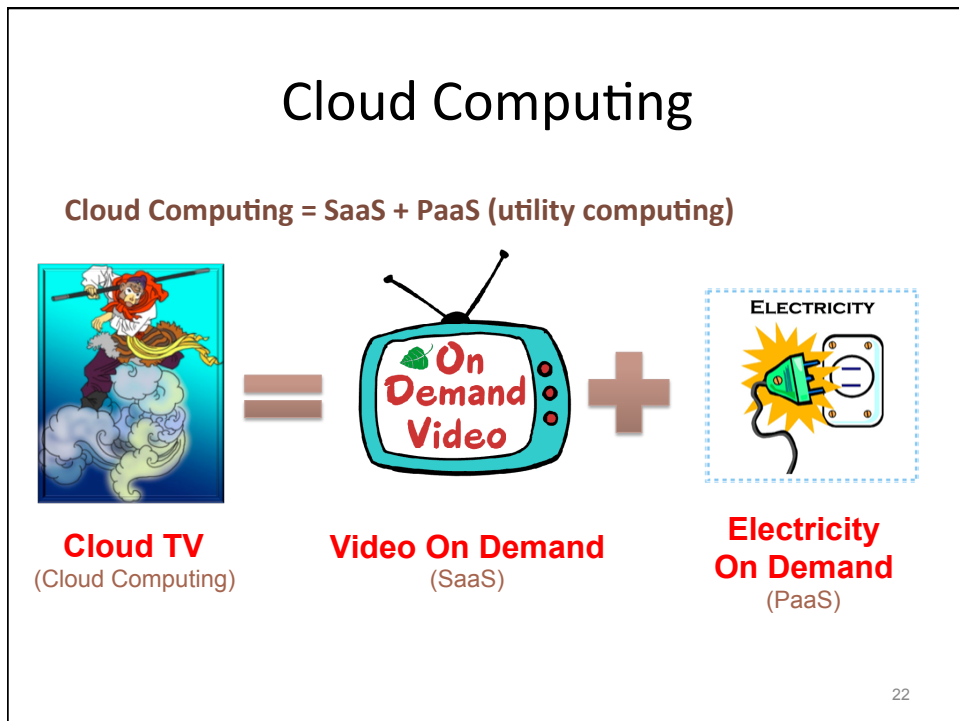 Cloud Computing
Cloud Computing = SaaS + PaaS (utility computing)
On
Demand
Video
ELECTRICITY
Cloud TV
(Cloud Computing)
Video On Demand
(SaaS)
Electricity
On Demand
(PaaS)
22